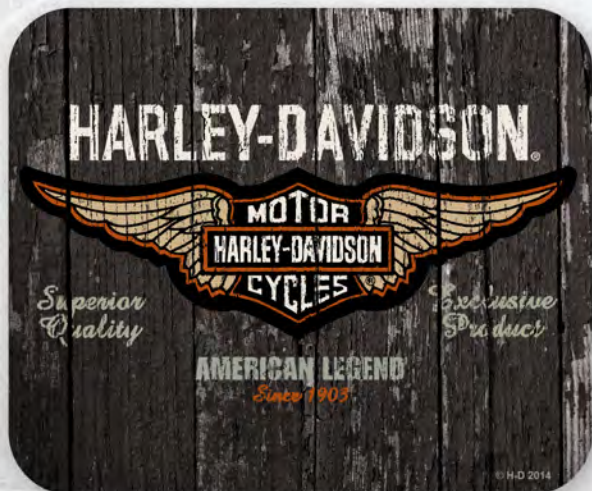 HARLEY-DAVIDSON®
MOTOR
HARLEY-DAVIDSON
CYCLES®
Superior
Quality
Exclusive
Product
AMERICAN LEGEND
Since 1903
© H-D 2014